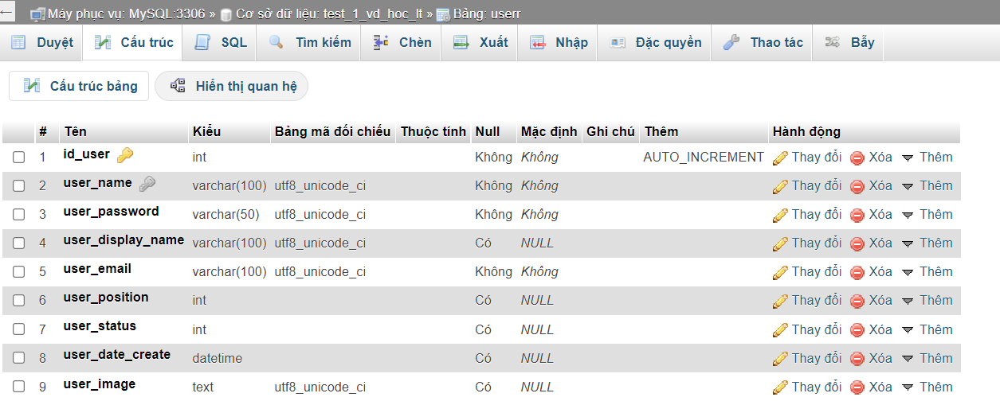 Máy phục vụ: MySQL:3306 » Cơ sở dữ liệu: test_1_vd_hoc_lt » Bảng: userr
Duyệt Cấu trúc SQL Tìm kiếm Chèn Xuất Nhập Đặc quyền Thao tác Bẫy
Cấu trúc bảng Hiển thị quan hệ
# Tên Kiểu Bảng mã đối chiếu Thuộc tính Null Mặc định Ghi chú Thêm Hành động
1 id_user int Không Không AUTO_INCREMENT Thay đổi Xóa Thêm
2 user_name varchar(100) utf8_unicode_ci Không Không Thay đổi Xóa Thêm
3 user_password varchar(50) utf8_unicode_ci Không Không Thay đổi Xóa Thêm
4 user_display_name varchar(100) utf8_unicode_ci Có NULL Thay đổi Xóa Thêm
5 user_email varchar(100) utf8_unicode_ci Không Không Thay đổi Xóa Thêm
6 user_position int Có NULL Thay đổi Xóa Thêm
7 user_status int Có NULL Thay đổi Xóa Thêm
8 user_date_create datetime Có NULL Thay đổi Xóa Thêm
9 user_image text utf8_unicode_ci Có NULL Thay đổi Xóa Thêm